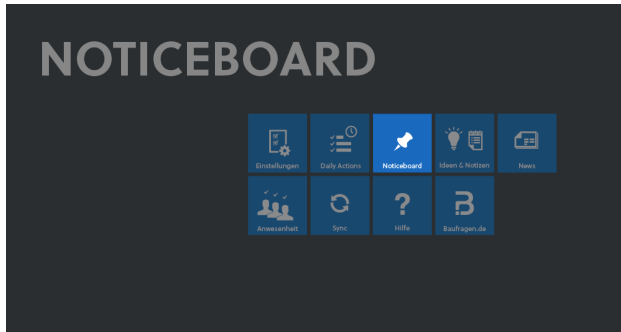 NOTICEBOARD
Einstellungen Daily Actions Noticeboard Ideen & Notizen News
Anwesenheit Sync Hilfe Baufragen.de